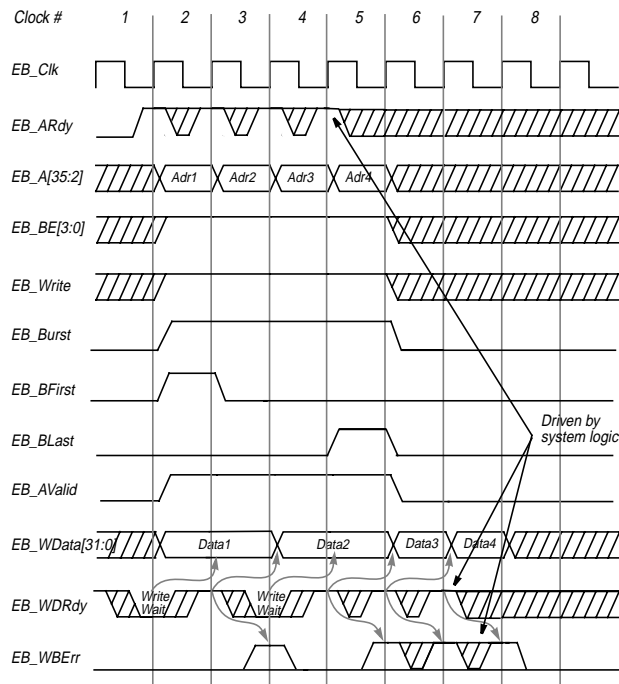 Clock # 1 2 3 4 5 6 7 8
EB_Clk
EB_ARdy
EB_A[35:2] Adr1 Adr2 Adr3 Adr4
EB_BE[3:0]
EB_Write
EB_Burst
EB_BFirst
Driven by
system logic
EB_BLast
EB_AValid
EB_WData[31:0] Data1 Data2 Data3 Data4
Write Write
EB_WDRdy
Wait Wait
EB_WBErr